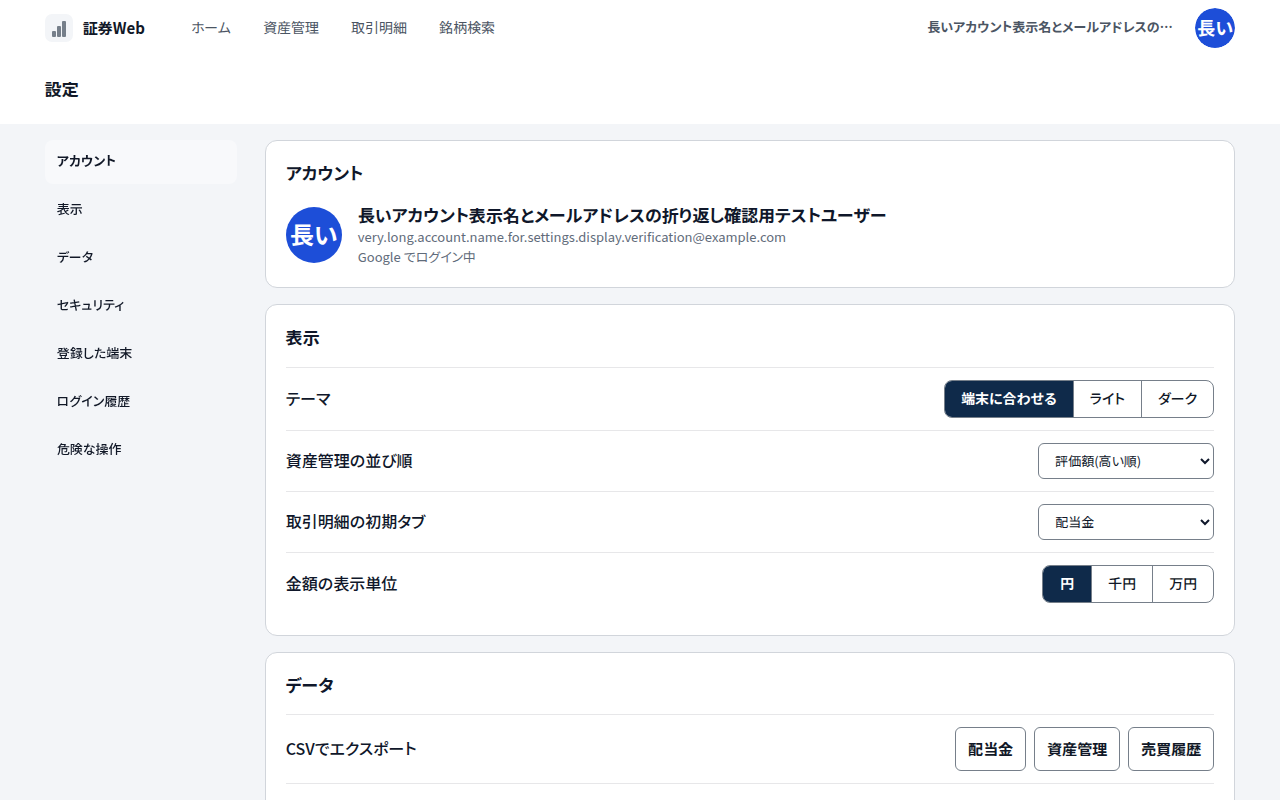 証券Web ホーム 資産管理 取引明細 銘柄検索 長いアカウント表示名とメールアドレスの… 長い
設定
アカウント
表示
データ
セキュリティ
登録した端末
ログイン履歴
危険な操作
アカウント
長い
長いアカウント表示名とメールアドレスの折り返し確認用テストユーザー
very.long.account.name.for.settings.display.verification@example.com
Google でログイン中
表示
テーマ 端末に合わせる ライト ダーク
資産管理の並び順 評価額(高い順)
取引明細の初期タブ 配当金
金額の表示単位 円 千円 万円
データ
CSVでエクスポート 配当金 資産管理 売買履歴